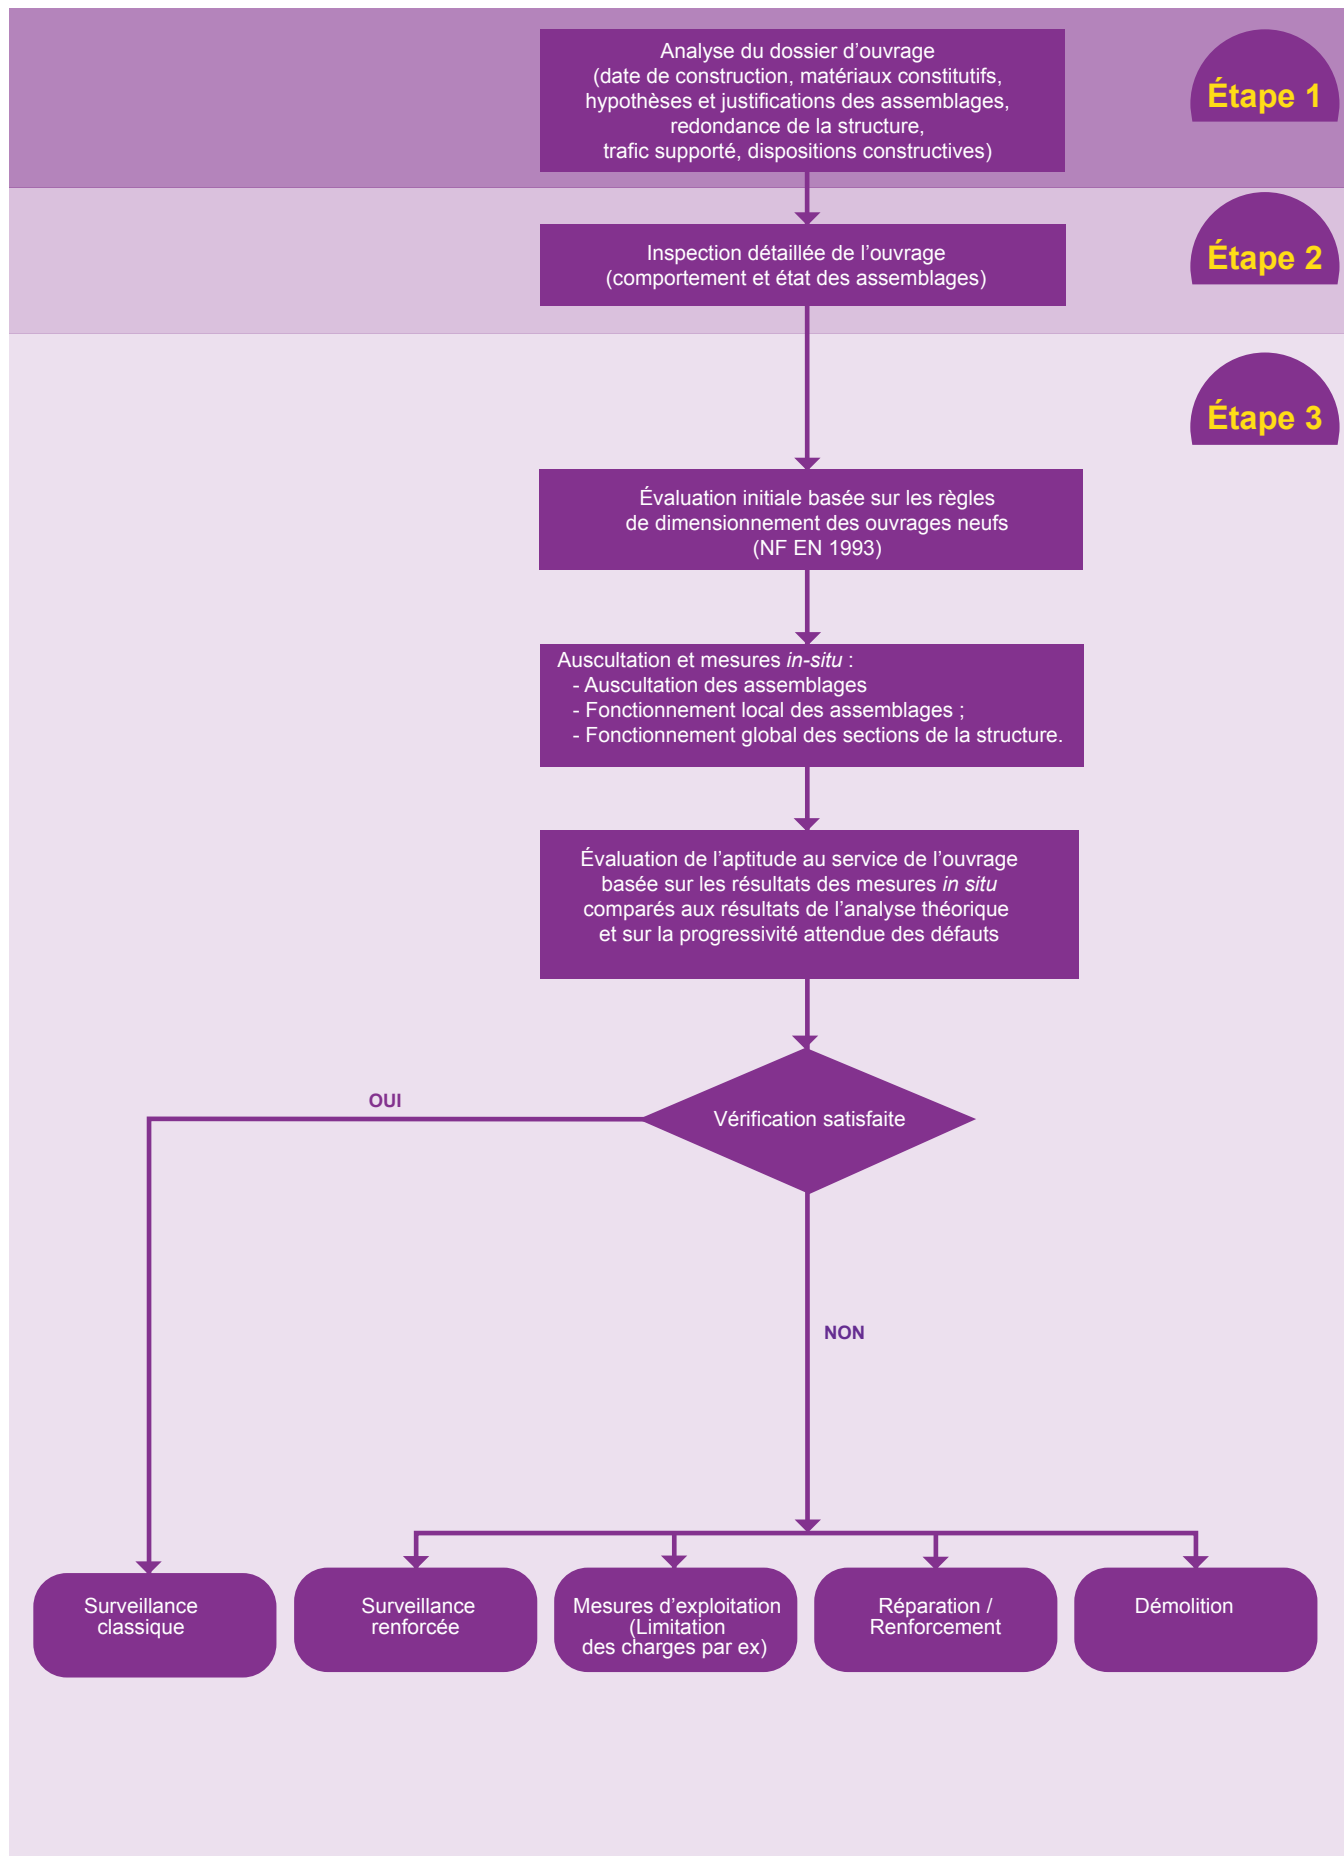 Analyse du dossier d’ouvrage
(date de construction, matériaux constitutifs,
hypothèses et justifications des assemblages,
redondance de la structure,
trafic supporté, dispositions constructives)
Étape 1
Inspection détaillée de l’ouvrage
(comportement et état des assemblages)
Étape 2
Étape 3
Évaluation initiale basée sur les règles
de dimensionnement des ouvrages neufs
(NF EN 1993)
Auscultation et mesures in-situ :
- Auscultation des assemblages
- Fonctionnement local des assemblages ;
- Fonctionnement global des sections de la structure.
Évaluation de l’aptitude au service de l’ouvrage
basée sur les résultats des mesures in situ
comparés aux résultats de l’analyse théorique
et sur la progressivité attendue des défauts
OUI
Vérification satisfaite
NON
Surveillance
classique
Surveillance
renforcée
Mesures d’exploitation
(Limitation
des charges par ex)
Réparation /
Renforcement
Démolition